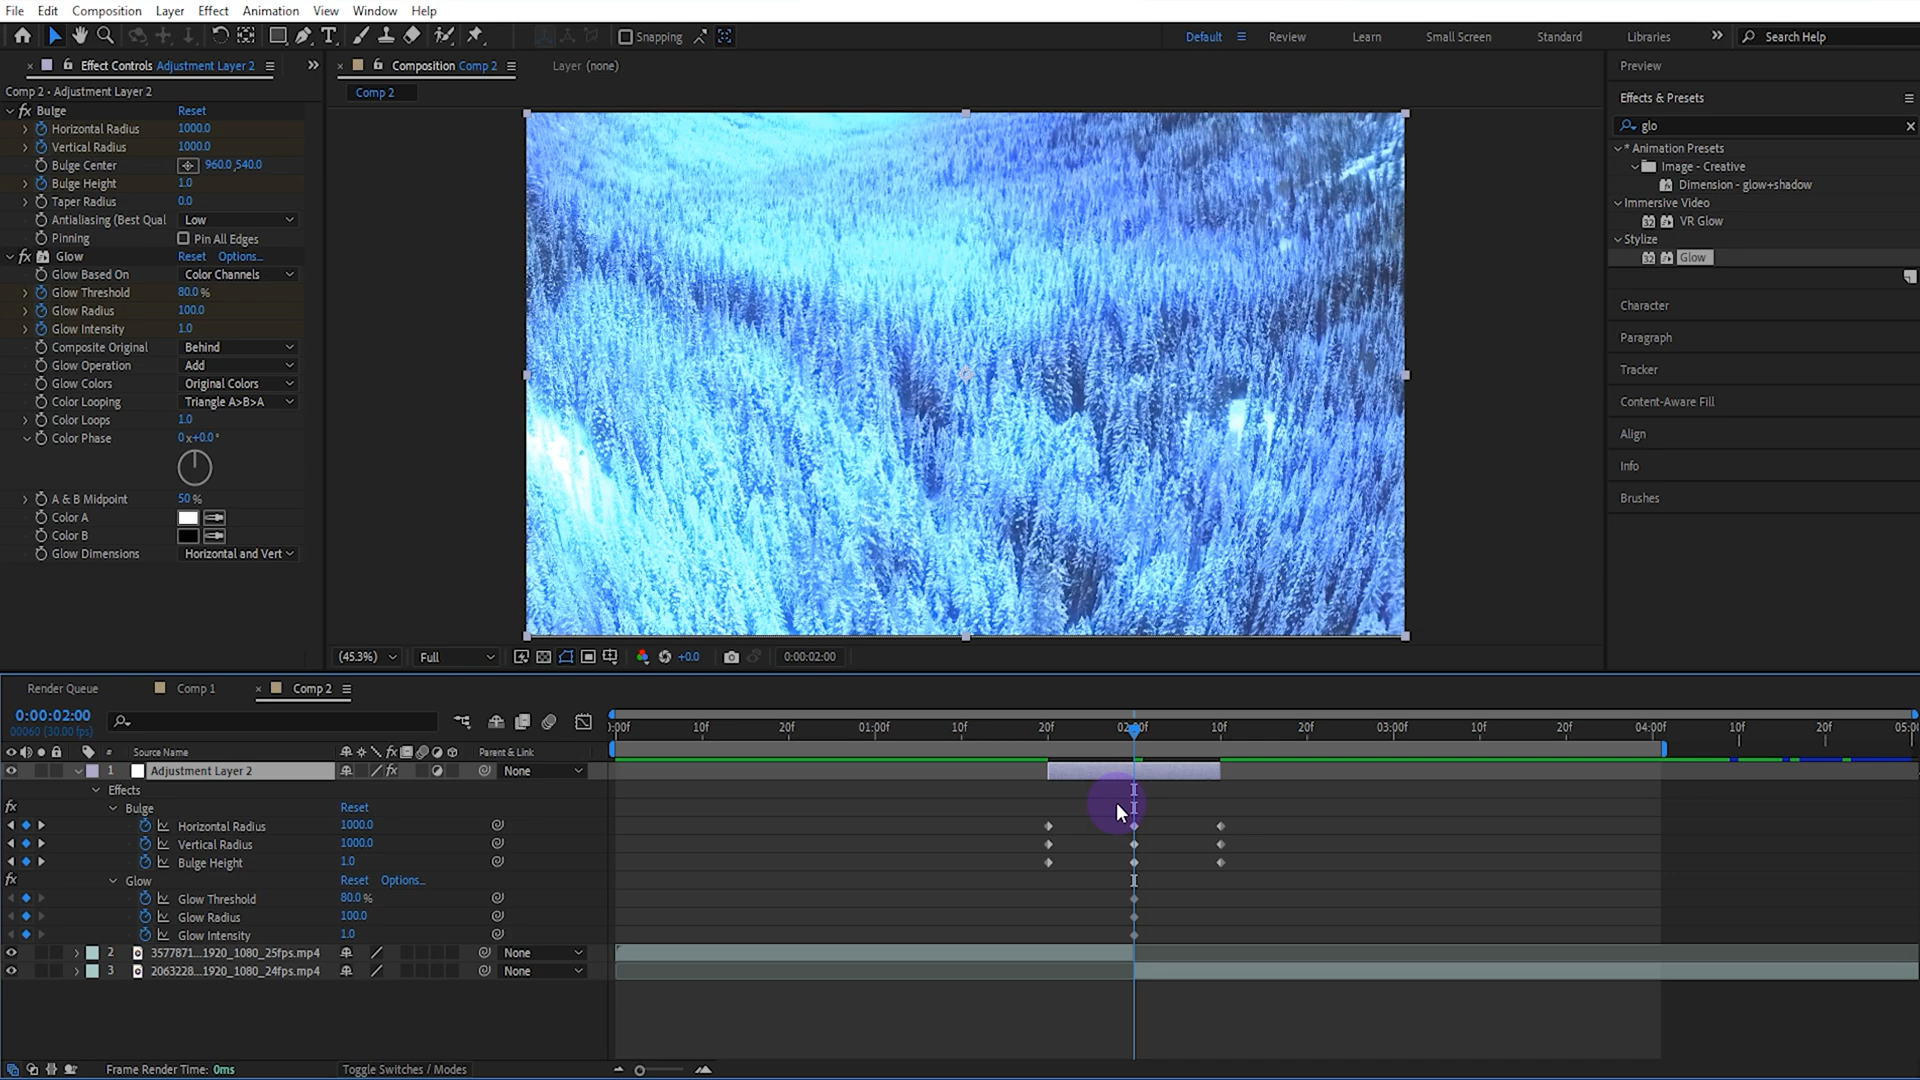 File Edit Composition Layer Effect Animation View Window Help
Snapping
Default Review Learn Small Screen Standard Libraries Search Help
Effect Controls Adjustment Layer 2
Composition Comp 2
Layer (none)
Preview
Comp 2 • Adjustment Layer 2
Comp 2
Effects & Presets
fx Bulge Reset
Horizontal Radius 1000.0
Vertical Radius 1000.0
Bulge Center 960.0,540.0
Bulge Height 1.0
Taper Radius 0.0
Antialiasing (Best Qual Low
Pinning Pin All Edges
fx Glow Reset Options...
Glow Based On Color Channels
Glow Threshold 80.0 %
Glow Radius 100.0
Glow Intensity 1.0
Composite Original Behind
Glow Operation Add
Glow Colors Original Colors
Color Looping Triangle A>B>A
Color Loops 1.0
Color Phase 0x+0.0°
A & B Midpoint 50 %
Color A
Color B
Glow Dimensions Horizontal and Vert
glo
* Animation Presets
Image - Creative
Dimension - glow+shadow
Immersive Video
32 VR Glow
Stylize
32 Glow
Character
Paragraph
Tracker
Content-Aware Fill
Align
Info
Brushes
(45.3%) Full +0.0 0:00:02:00
Render Queue Comp 1 Comp 2
0:00:02:00
00060 (30.00 fps)
:00f 10f 20f 01:00f 10f 20f 02:00f 10f 20f 03:00f 10f 20f 04:00f 10f 20f 05:00
# Source Name fx Parent & Link
1 Adjustment Layer 2 fx None
Effects
fx Bulge Reset
Horizontal Radius 1000.0
Vertical Radius 1000.0
Bulge Height 1.0
fx Glow Reset Options...
Glow Threshold 80.0 %
Glow Radius 100.0
Glow Intensity 1.0
2 3577871...1920_1080_25fps.mp4 None
3 2063228...1920_1080_24fps.mp4 None
Frame Render Time: 0ms Toggle Switches / Modes